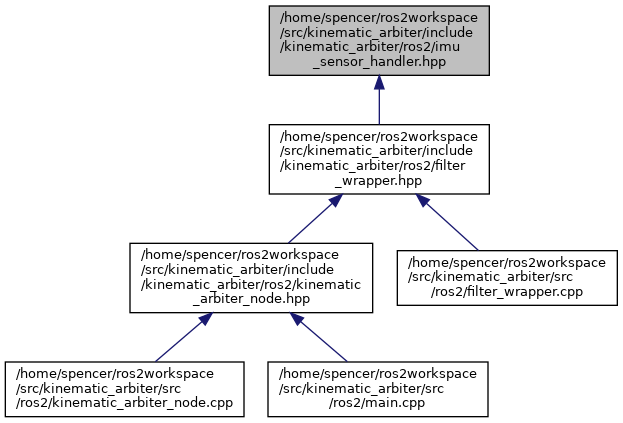 /home/spencer/ros2workspace
/src/kinematic_arbiter/include
/kinematic_arbiter/ros2/imu
_sensor_handler.hpp
/home/spencer/ros2workspace
/src/kinematic_arbiter/include
/kinematic_arbiter/ros2/filter
_wrapper.hpp
/home/spencer/ros2workspace
/src/kinematic_arbiter/include
/kinematic_arbiter/ros2/kinematic
_arbiter_node.hpp
/home/spencer/ros2workspace
/src/kinematic_arbiter/src
/ros2/filter_wrapper.cpp
/home/spencer/ros2workspace
/src/kinematic_arbiter/src
/ros2/kinematic_arbiter_node.cpp
/home/spencer/ros2workspace
/src/kinematic_arbiter/src
/ros2/main.cpp